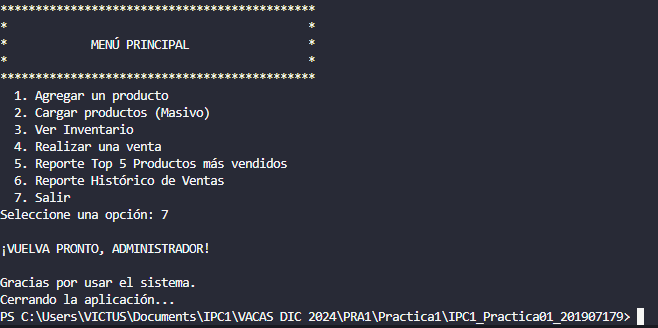 *********************************************
*                                           *
*            MENÚ PRINCIPAL                 *
*                                           *
*********************************************
  1. Agregar un producto
  2. Cargar productos (Masivo)
  3. Ver Inventario
  4. Realizar una venta
  5. Reporte Top 5 Productos más vendidos
  6. Reporte Histórico de Ventas
  7. Salir
Seleccione una opción: 7
¡VUELVA PRONTO, ADMINISTRADOR!
Gracias por usar el sistema.
Cerrando la aplicación...
PS C:\Users\VICTUS\Documents\IPC1\VACAS DIC 2024\PRA1\Practica1\IPC1_Practica01_201907179>